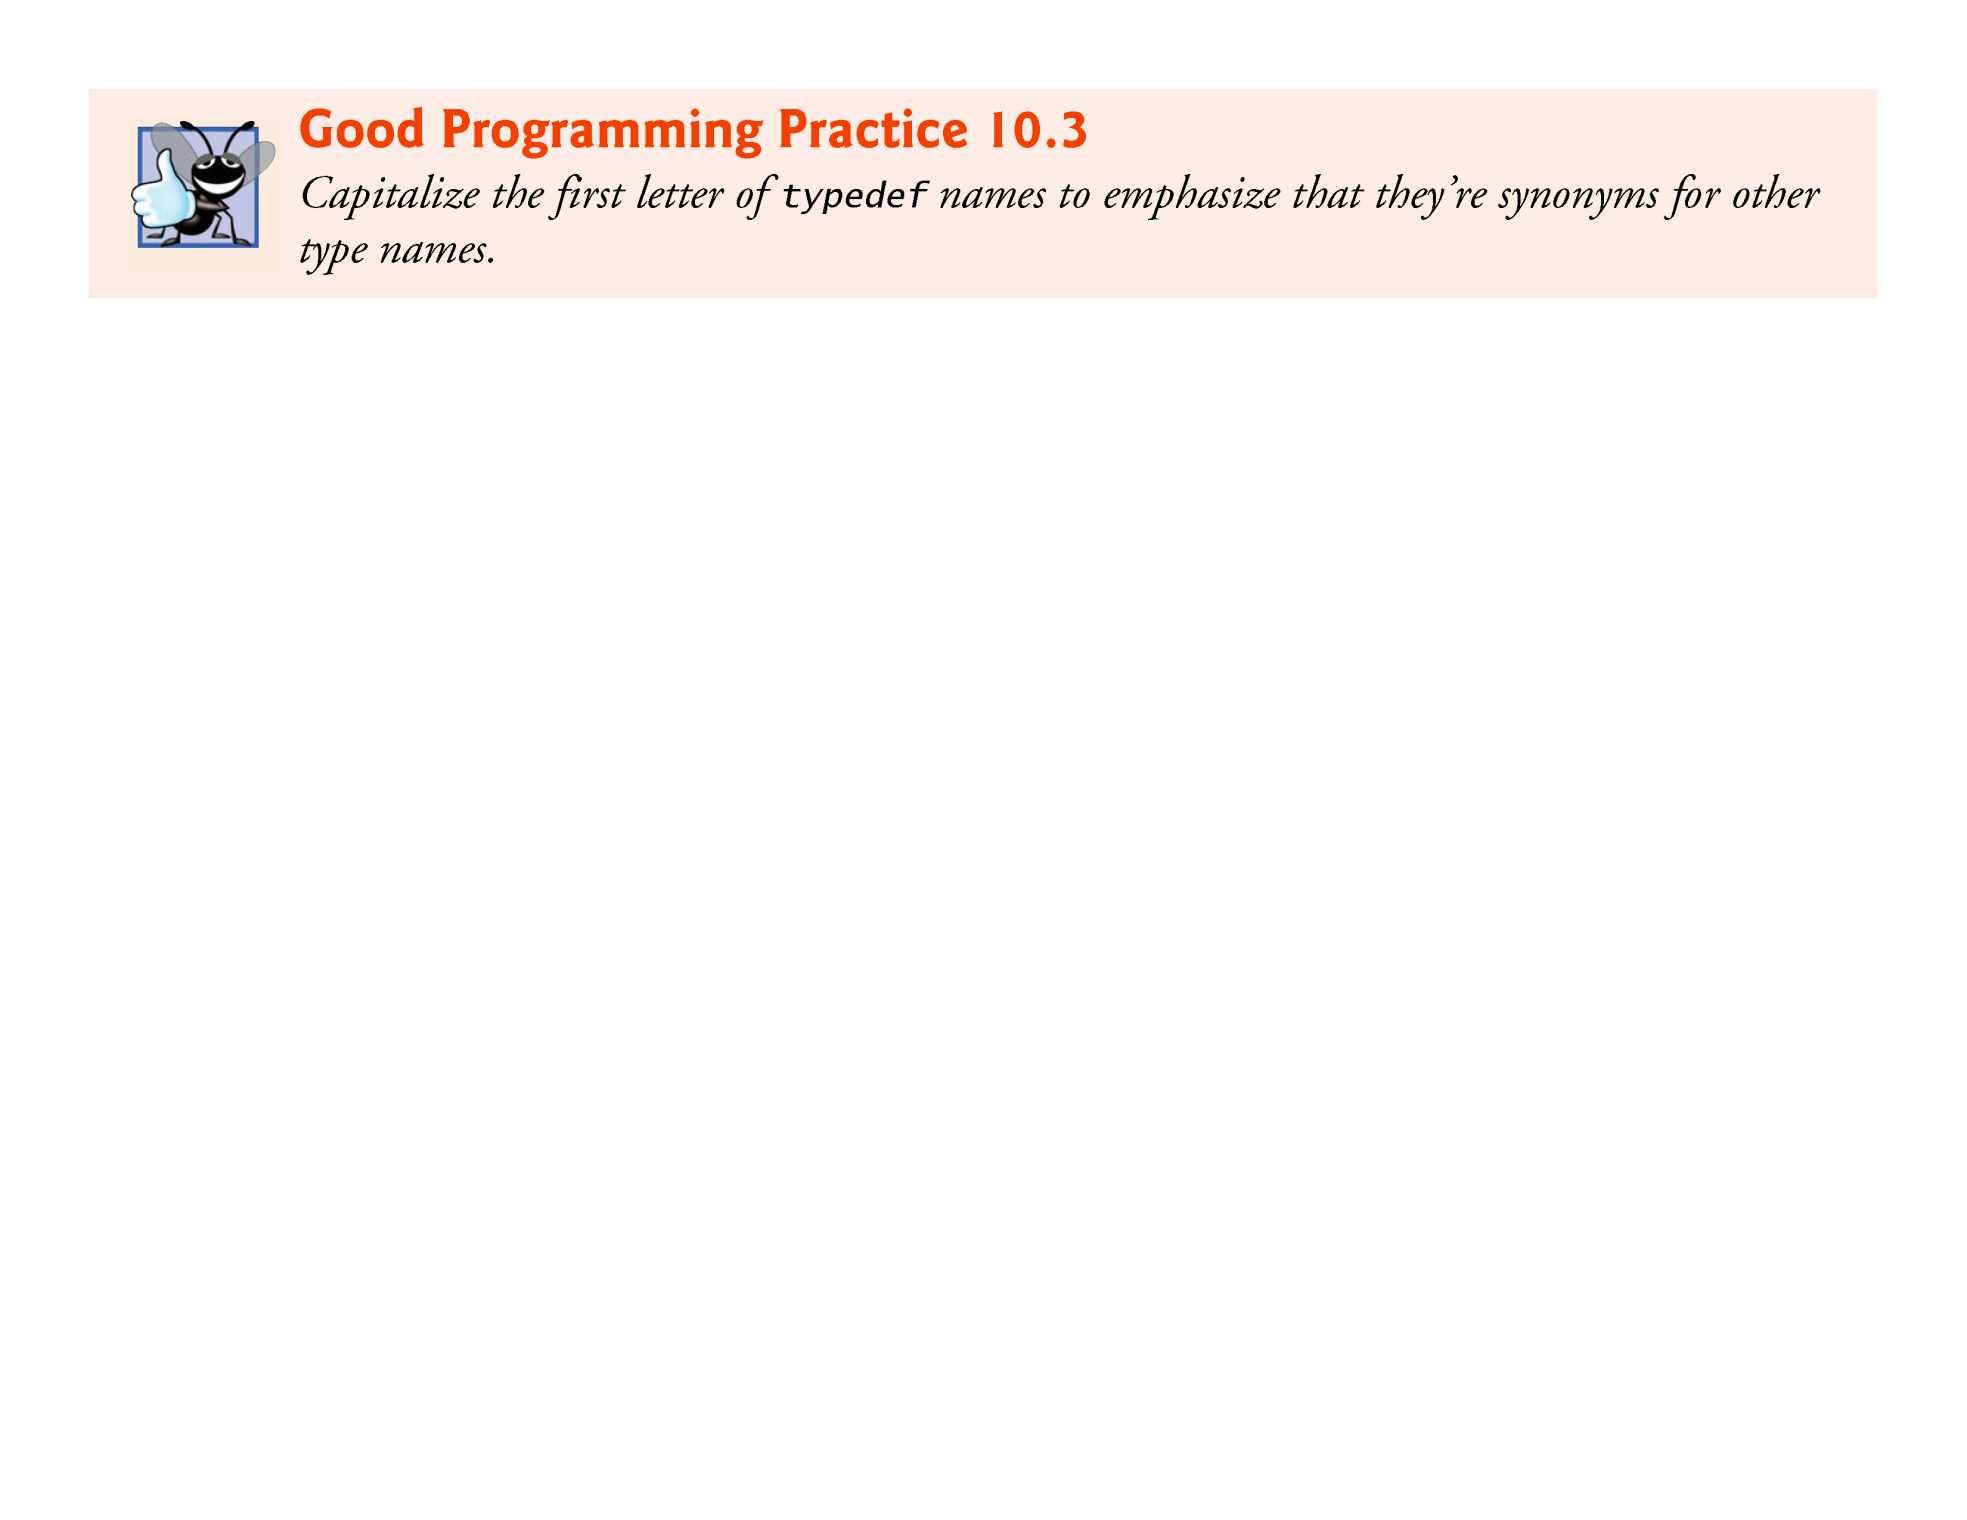 Good Programming Practice 10.3
Capitalize the first letter of typedef names to emphasize that they’re synonyms for other
type names.